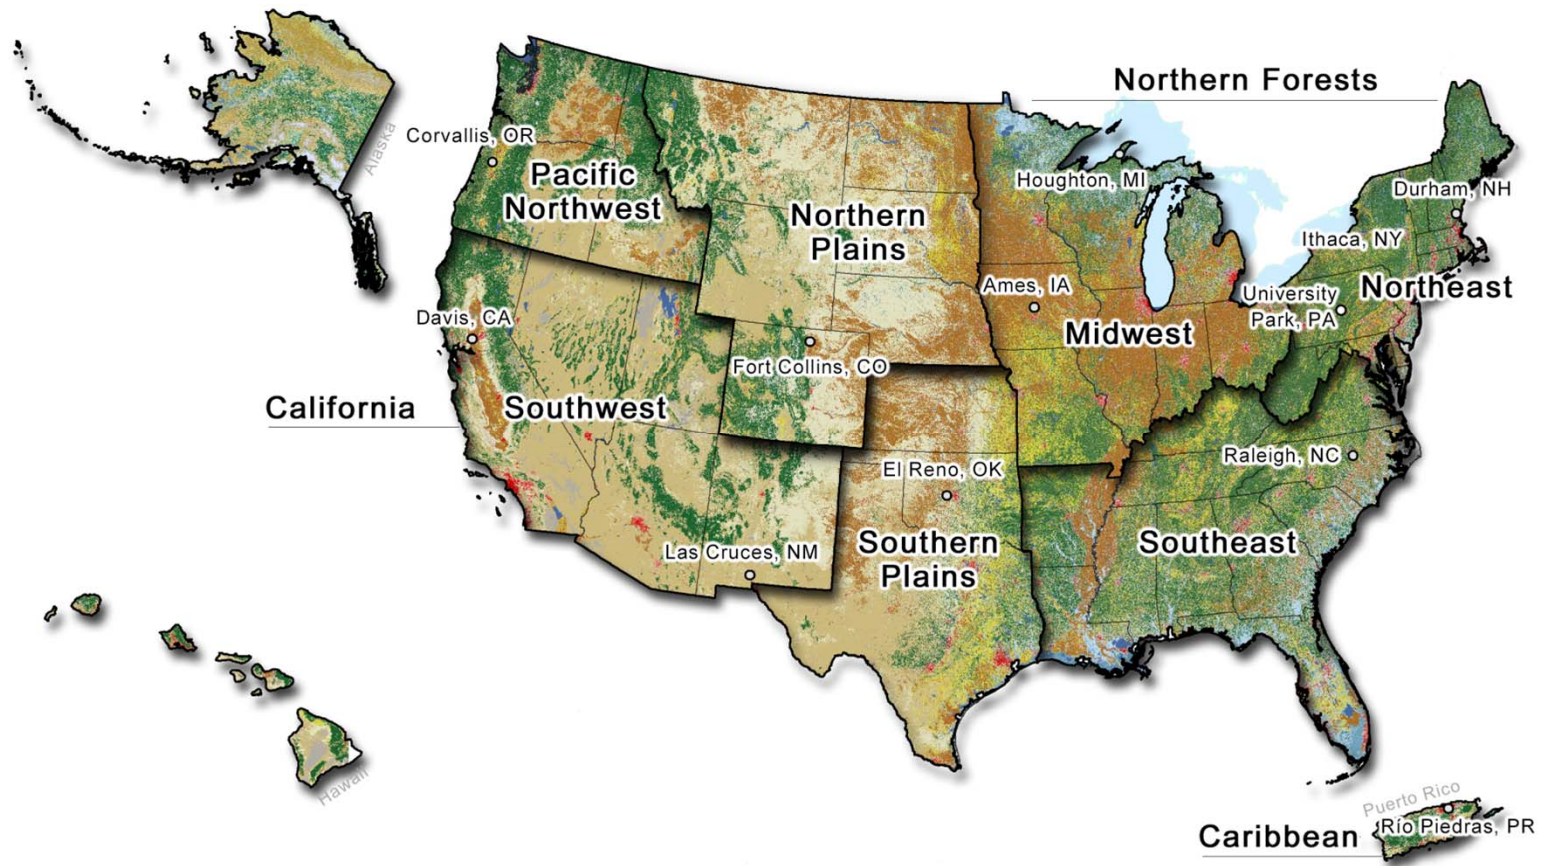 Northern Forests
Alaska
Corvallis, OR
Pacific
Northwest
Northern
Plains
Houghton, MI
Durham, NH
Ithaca, NY
Ames, IA
University
Park, PA
Northeast
Davis, CA
Midwest
Fort Collins, CO
California
Southwest
El Reno, OK
Raleigh, NC
Las Cruces, NM
Southern
Plains
Southeast
Hawaii
Puerto Rico
Caribbean
Río Piedras, PR